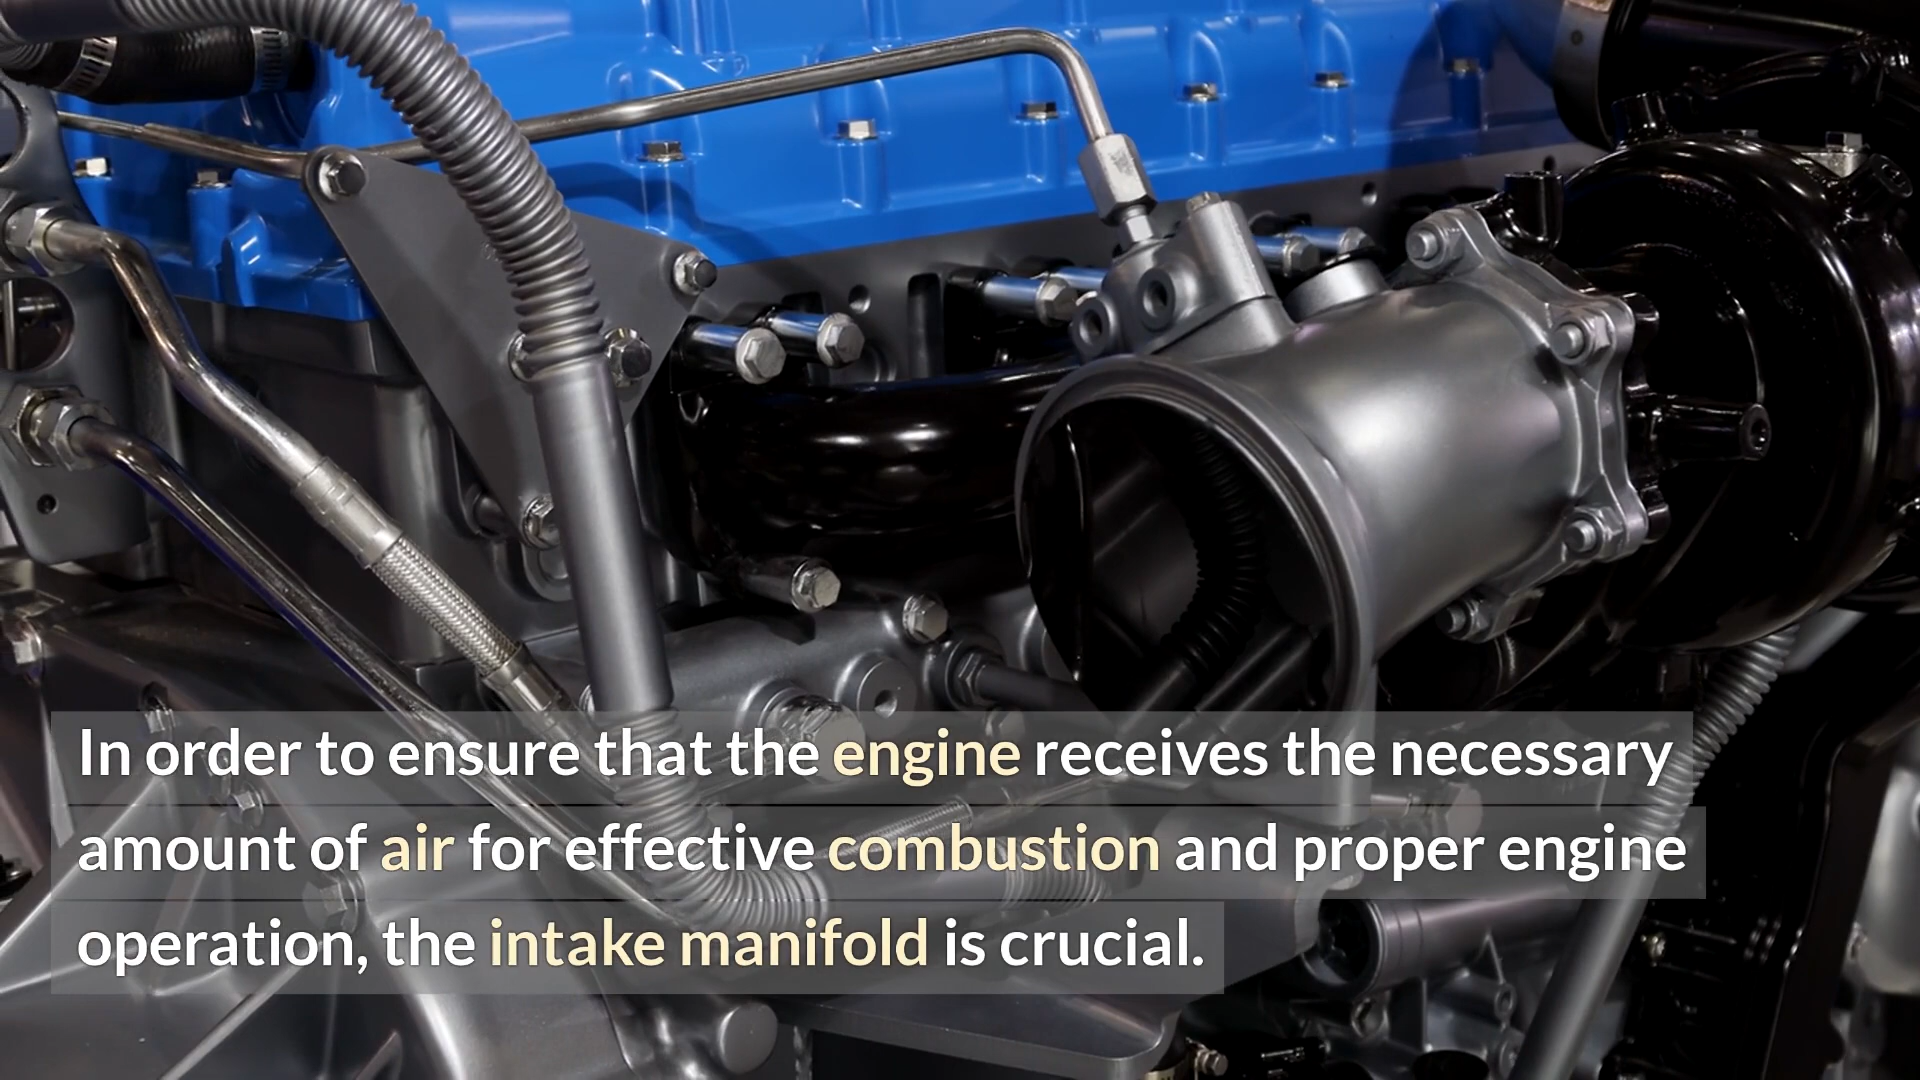 In order to ensure that the engine receives the necessary
amount of air for effective combustion and proper engine
operation, the intake manifold is crucial.